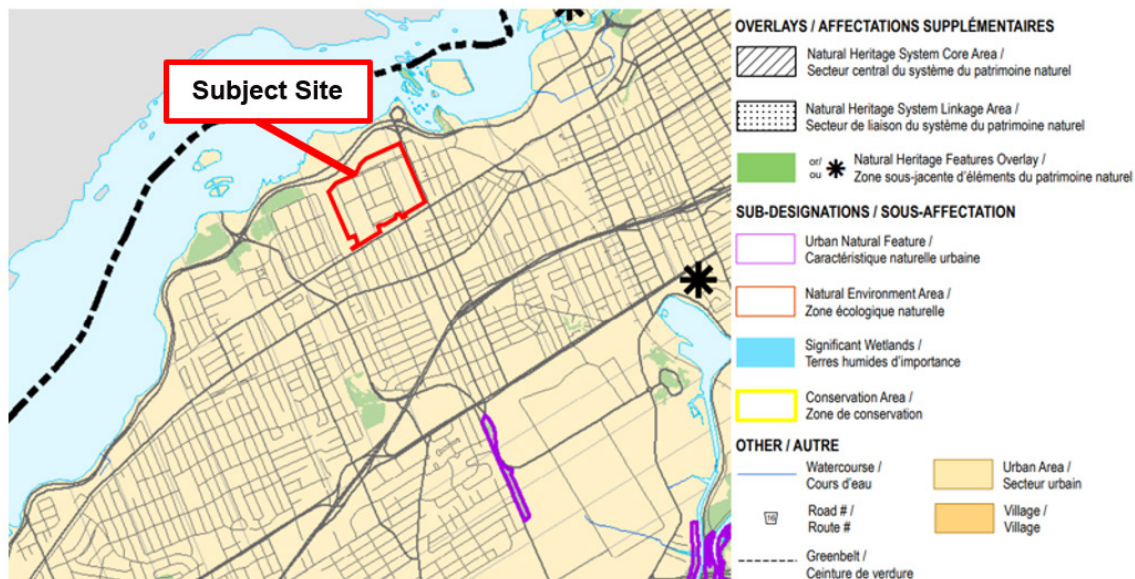 Subject Site
OVERLAYS / AFFECTATIONS SUPPLÉMENTAIRES
Natural Heritage System Core Area /
Secteur central du système du patrimoine naturel
Natural Heritage System Linkage Area /
Secteur de liaison du système du patrimoine naturel
or/
ou
Natural Heritage Features Overlay /
Zone sous-jacente d'éléments du patrimoine naturel
SUB-DESIGNATIONS / SOUS-AFFECTATION
Urban Natural Feature /
Caractéristique naturelle urbaine
Natural Environment Area /
Zone écologique naturelle
Significant Wetlands /
Terres humides d'importance
Conservation Area /
Zone de conservation
OTHER / AUTRE
Watercourse /
Cours d'eau
Urban Area /
Secteur urbain
16
Road # /
Route #
Village /
Village
Greenbelt /
Ceinture de verdure